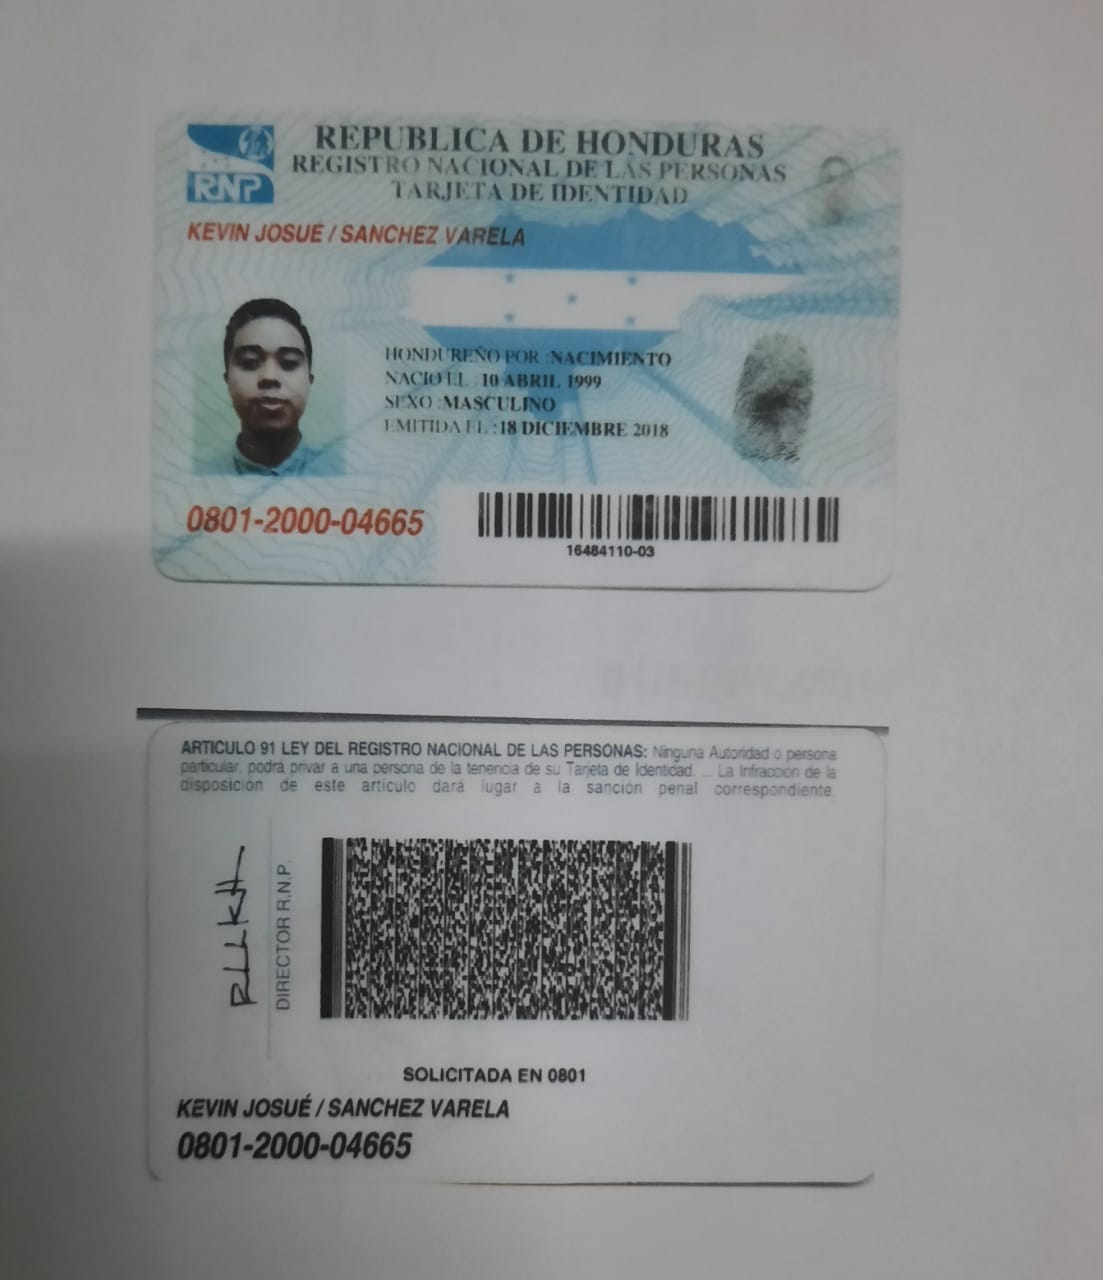 REPUBLICA DE HONDURAS
REGISTRO NACIONAL DE LAS PERSONAS
TARJETA DE IDENTIDAD
RNP
KEVIN JOSUÉ / SANCHEZ VARELA
HONDUREÑO POR :NACIMIENTO
NACIO EL :10 ABRIL 1999
SEXO :MASCULINO
EMITIDA EL :18 DICIEMBRE 2018
0801-2000-04665
16484110-03
ARTICULO 91 LEY DEL REGISTRO NACIONAL DE LAS PERSONAS: Ninguna Autoridad o persona
particular, podrá privar a una persona de la tenencia de su Tarjeta de Identidad. ... La Infracción de la
disposición de este artículo dará lugar a la sanción penal correspondiente.
DIRECTOR R.N.P.
SOLICITADA EN 0801
KEVIN JOSUÉ / SANCHEZ VARELA
0801-2000-04665